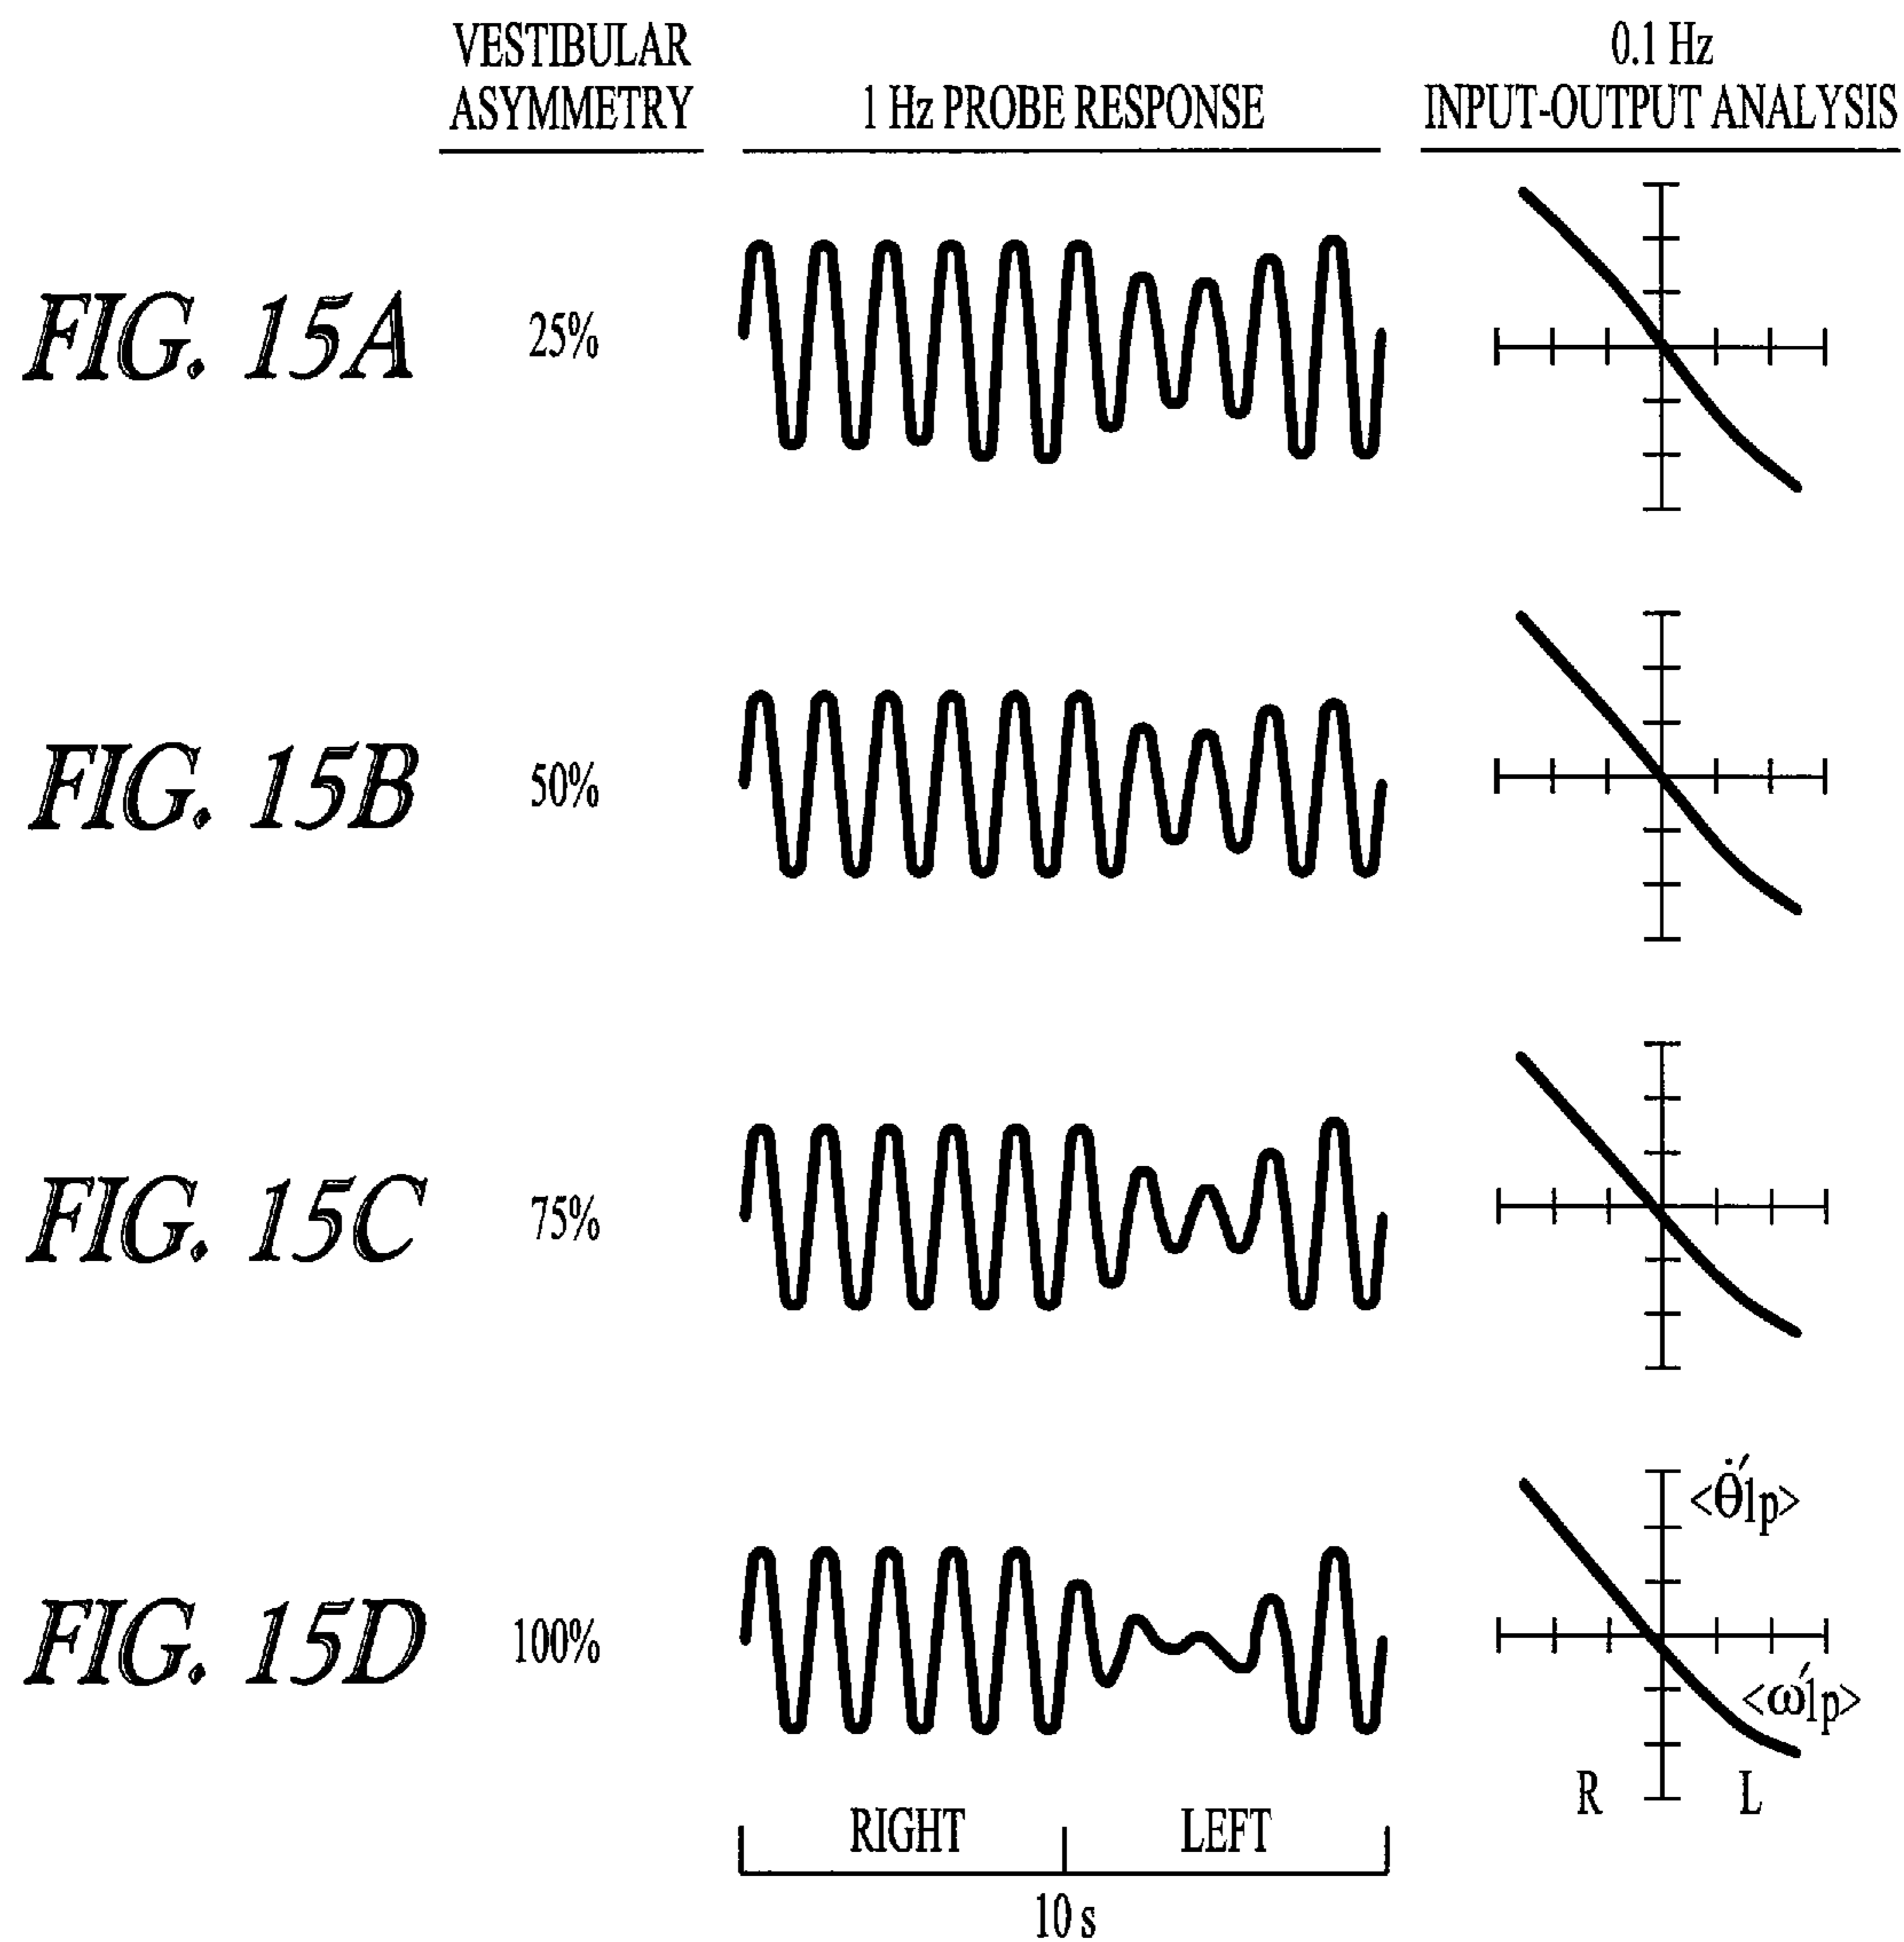 VESTIBULAR
ASYMMETRY
1 Hz PROBE RESPONSE
0.1 Hz
INPUT-OUTPUT ANALYSIS
FIG. 15A
25%
FIG. 15B
50%
FIG. 15C
75%
FIG. 15D
100%
<θ̈′lp>
<ω′lp>
R
L
RIGHT
LEFT
10 s